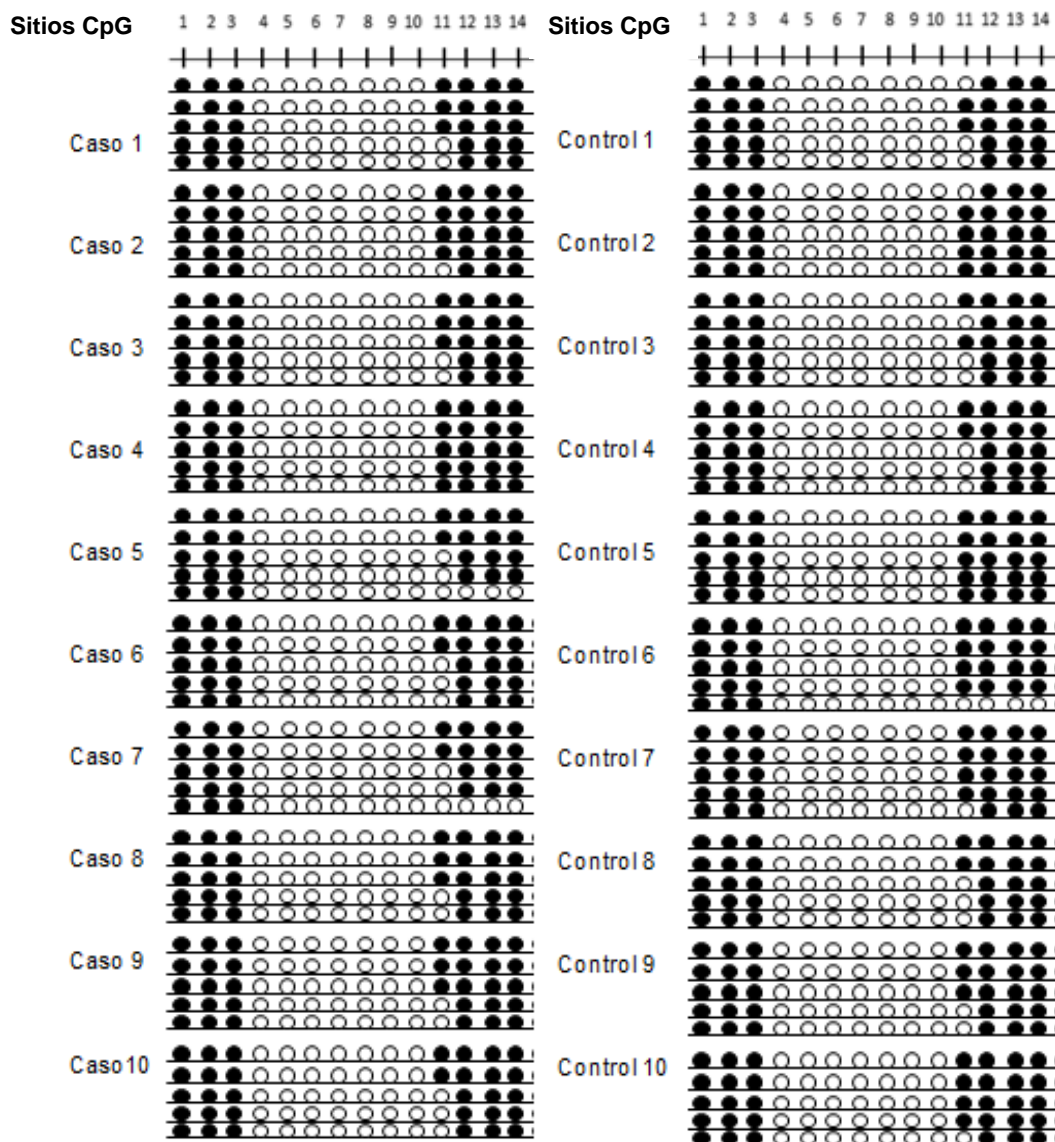 Sitios CpG 1 2 3 4 5 6 7 8 9 10 11 12 13 14
Sitios CpG 1 2 3 4 5 6 7 8 9 10 11 12 13 14
Caso 1
Control 1
Caso 2
Control 2
Caso 3
Control 3
Caso 4
Control 4
Caso 5
Control 5
Caso 6
Control 6
Caso 7
Control 7
Caso 8
Control 8
Caso 9
Control 9
Caso 10
Control 10